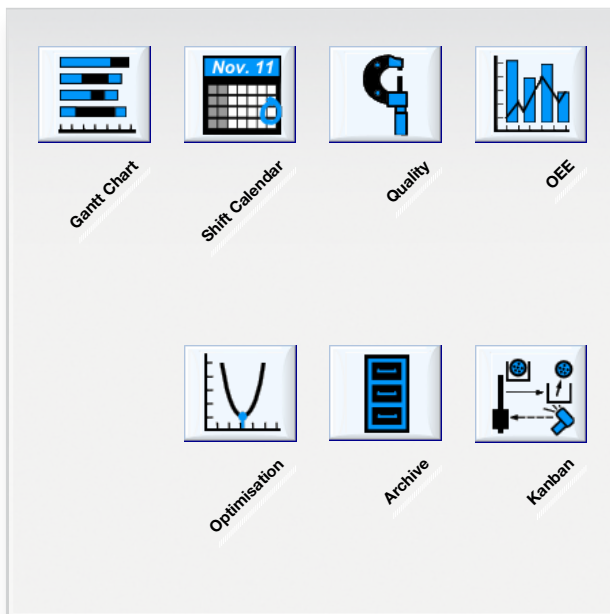 Nov. 11
Gantt Chart
Shift Calendar
Quality
OEE
Optimisation
Archive
Kanban